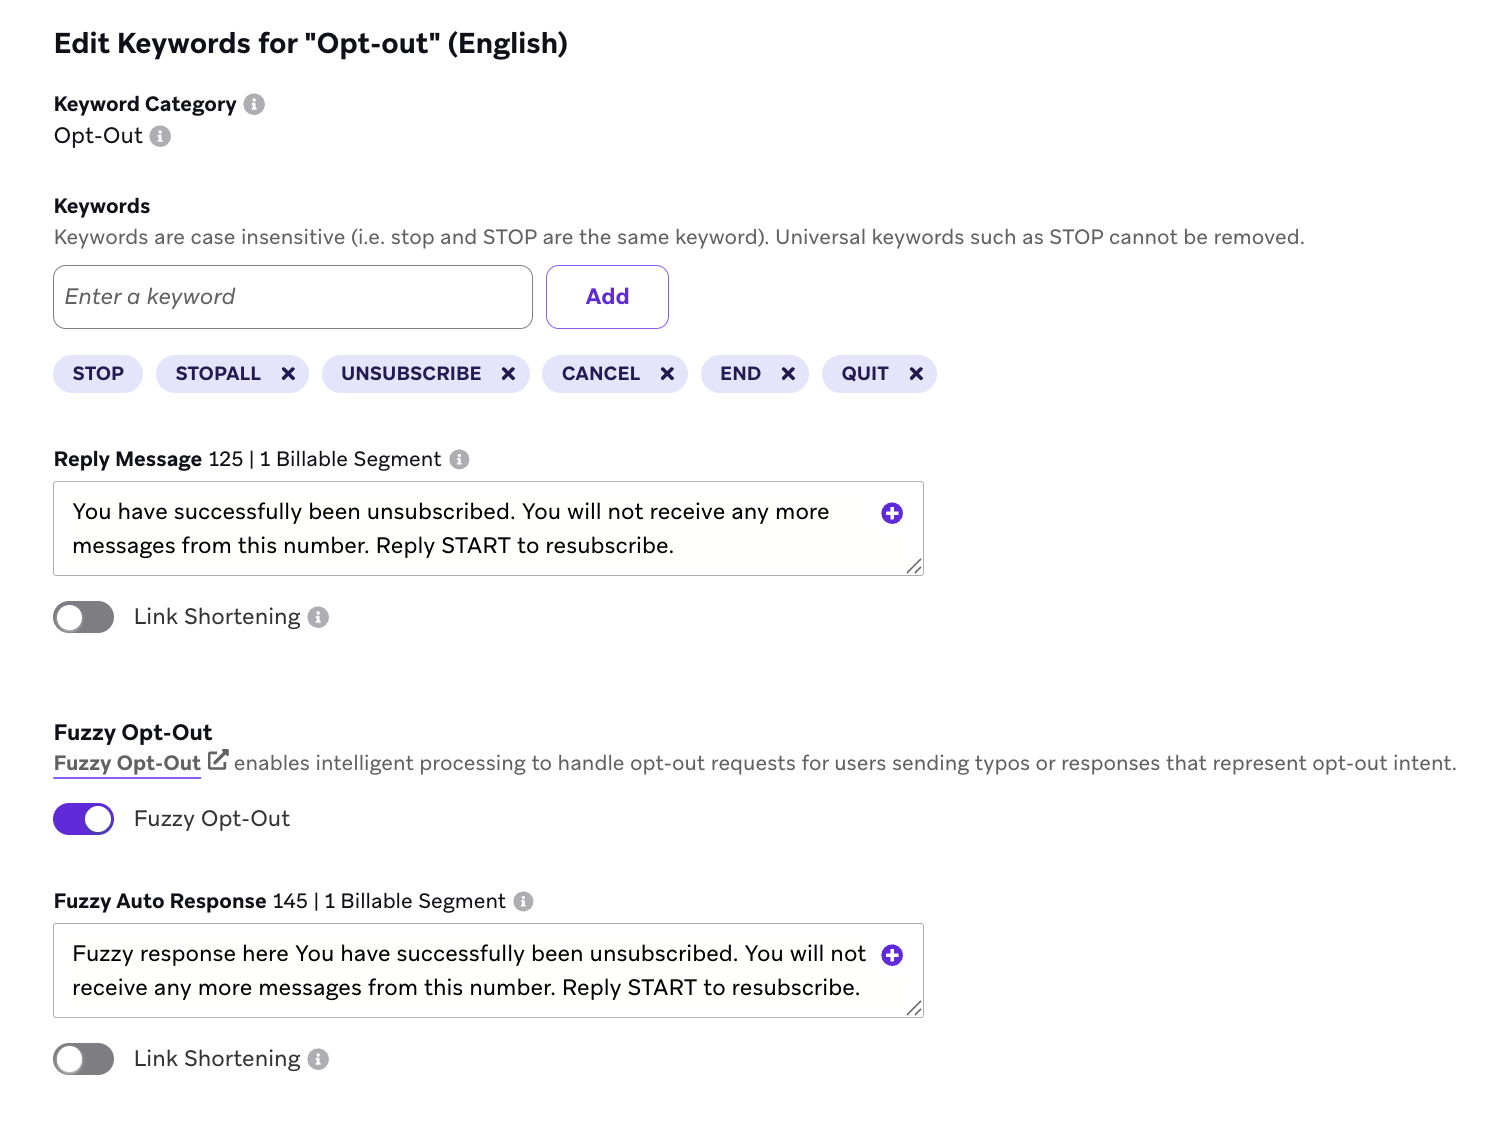 Edit Keywords for "Opt-out" (English)
Keyword Category
Opt-Out
Keywords
Keywords are case insensitive (i.e. stop and STOP are the same keyword). Universal keywords such as STOP cannot be removed.
Enter a keyword Add
STOP STOPALL UNSUBSCRIBE CANCEL END QUIT
Reply Message 125 | 1 Billable Segment
You have successfully been unsubscribed. You will not receive any more
messages from this number. Reply START to resubscribe.
Link Shortening
Fuzzy Opt-Out
Fuzzy Opt-Out enables intelligent processing to handle opt-out requests for users sending typos or responses that represent opt-out intent.
Fuzzy Opt-Out
Fuzzy Auto Response 145 | 1 Billable Segment
Fuzzy response here You have successfully been unsubscribed. You will not
receive any more messages from this number. Reply START to resubscribe.
Link Shortening